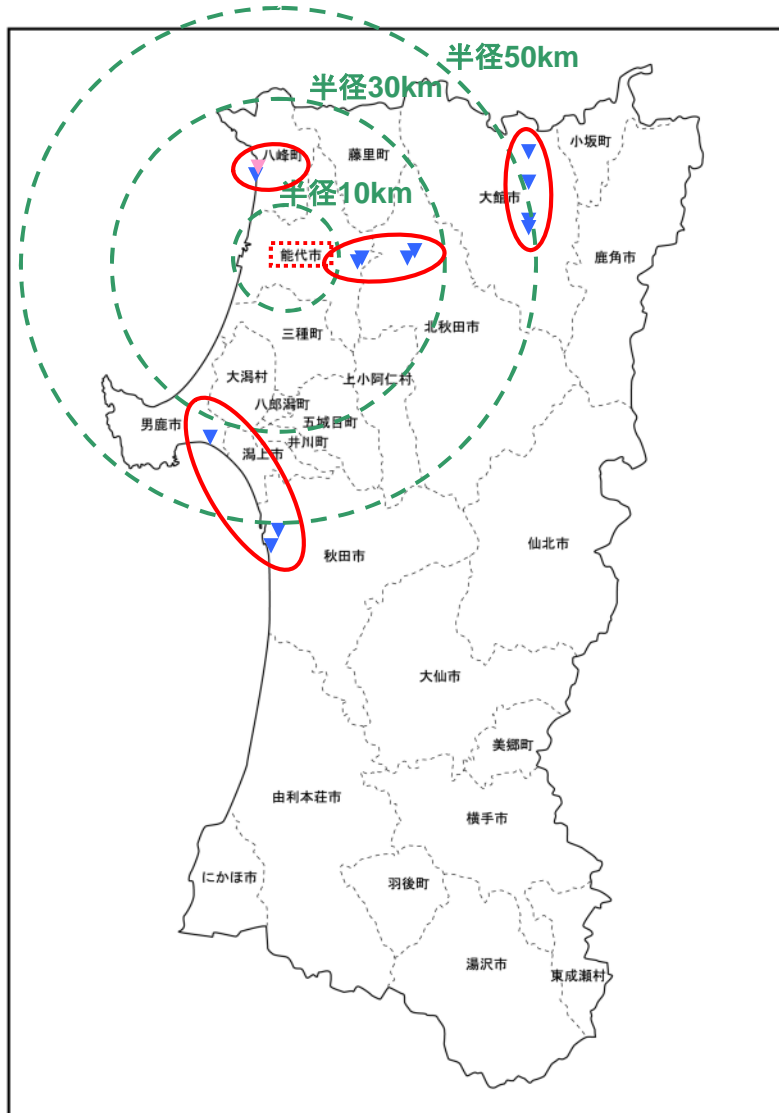 半径50km
半径30km
小坂町
八峰町
藤里町
半径10km
大館市
能代市
鹿角市
北秋田市
三種町
大潟村
上小阿仁村
八郎潟町
男鹿市
五城目町
井川町
潟上市
仙北市
秋田市
大仙市
美郷町
由利本荘市
横手市
にかほ市
羽後町
湯沢市
東成瀬村